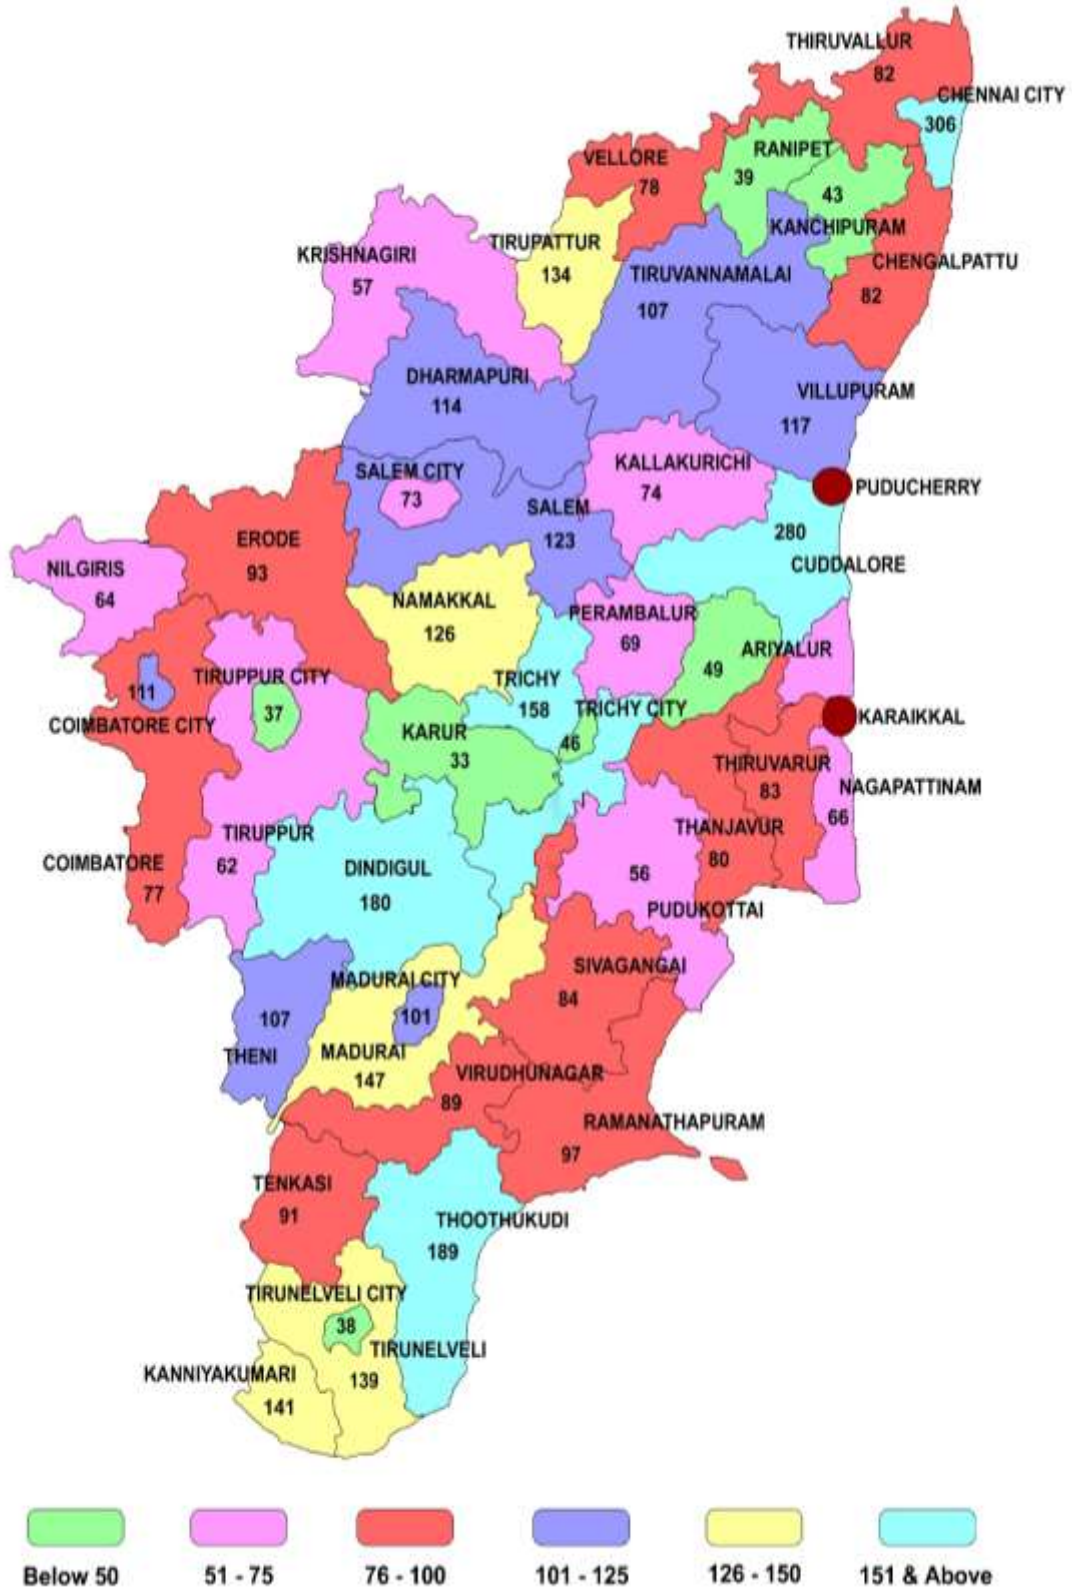 THIRUVALLUR
82
CHENNAI CITY
306
VELLORE
78
RANIPET
39
43
KANCHIPURAM
CHENGALPATTU
82
KRISHNAGIRI
57
TIRUPATTUR
134
TIRUVANNAMALAI
107
DHARMAPURI
114
VILLUPURAM
117
SALEM CITY
73
KALLAKURICHI
74
PUDUCHERRY
SALEM
123
280
CUDDALORE
ERODE
93
NILGIRIS
64
NAMAKKAL
126
PERAMBALUR
69
ARIYALUR
49
TIRUPPUR CITY
37
111
COIMBATORE CITY
TRICHY
158
TRICHY CITY
46
KARAIKKAL
KARUR
33
THIRUVARUR
83
NAGAPATTINAM
66
TIRUPPUR
62
THANJAVUR
80
COIMBATORE
77
DINDIGUL
180
56
PUDUKOTTAI
SIVAGANGAI
84
MADURAI CITY
101
107
THENI
MADURAI
147
VIRUDHUNAGAR
89
RAMANATHAPURAM
97
TENKASI
91
THOOTHUKUDI
189
TIRUNELVELI CITY
38
TIRUNELVELI
139
KANNIYAKUMARI
141
Below 50
51 - 75
76 - 100
101 - 125
126 - 150
151 & Above